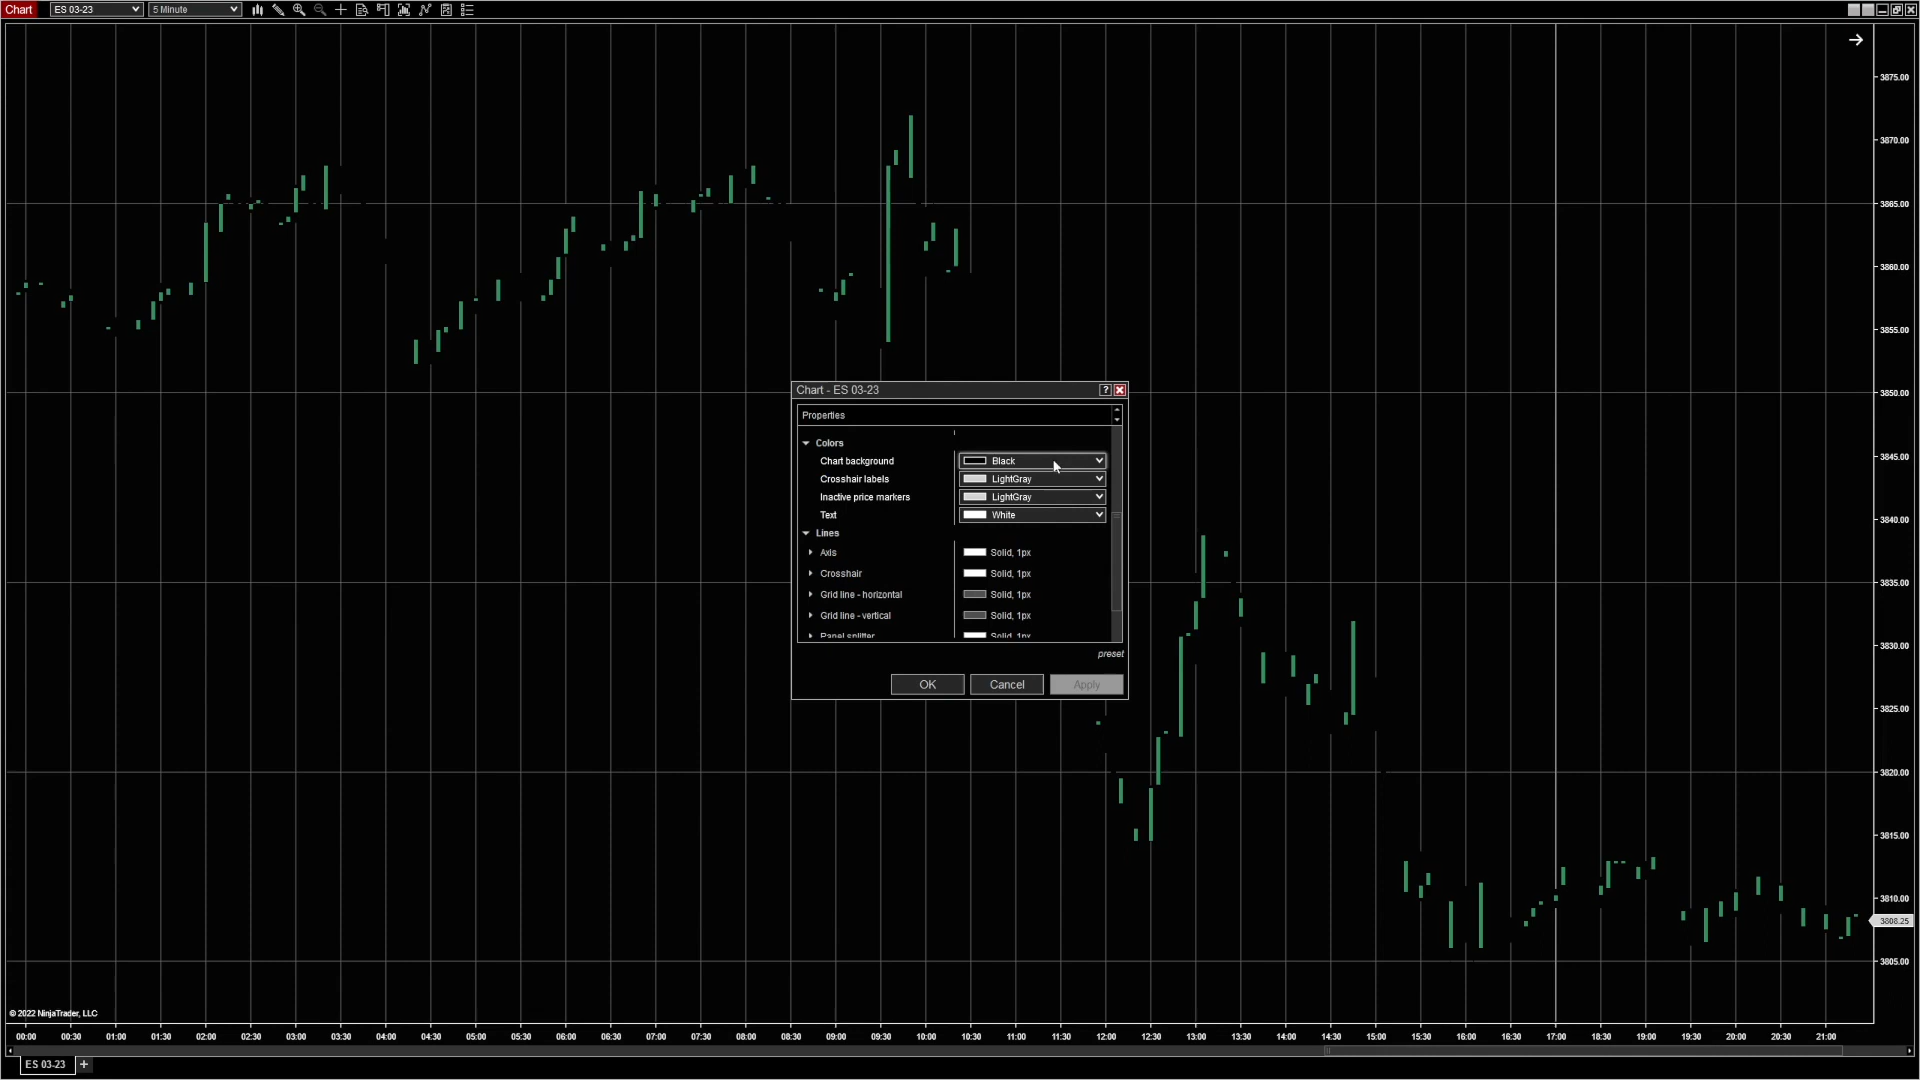 Chart ES 03-23 5 Minute
3875.00
3870.00
3865.00
3860.00
3855.00
3850.00
3845.00
3840.00
3835.00
3830.00
3825.00
3820.00
3815.00
3810.00
3808.25
3805.00
Chart - ES 03-23 ?
Properties
Colors
Chart background Black
Crosshair labels LightGray
Inactive price markers LightGray
Text White
Lines
Axis Solid, 1px
Crosshair Solid, 1px
Grid line - horizontal Solid, 1px
Grid line - vertical Solid, 1px
Panel splitter Solid, 1px
preset
OK Cancel Apply
© 2022 NinjaTrader, LLC
00:00 00:30 01:00 01:30 02:00 02:30 03:00 03:30 04:00 04:30 05:00 05:30 06:00 06:30 07:00 07:30 08:00 08:30 09:00 09:30 10:00 10:30 11:00 11:30 12:00 12:30 13:00 13:30 14:00 14:30 15:00 15:30 16:00 16:30 17:00 18:30 19:00 19:30 20:00 20:30 21:00
ES 03-23 +